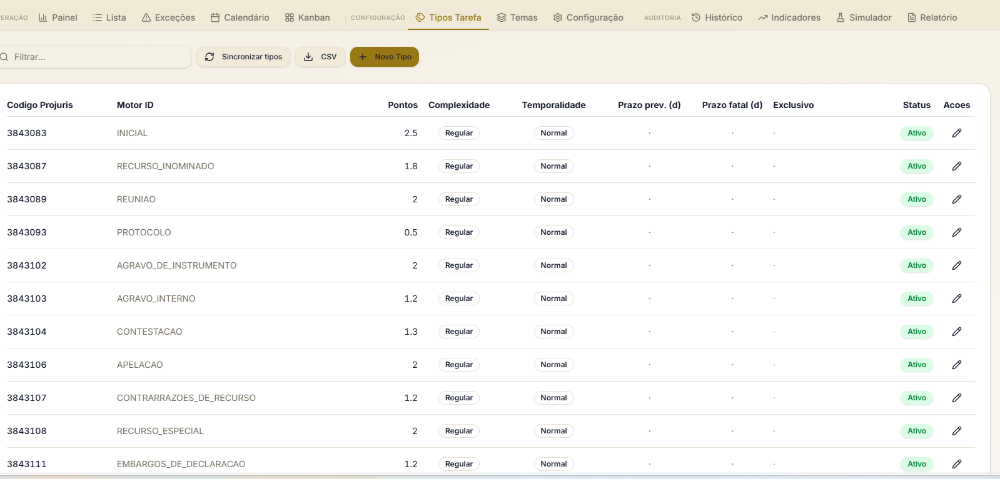 ERAÇÃO Painel Lista Exceções Calendário Kanban CONFIGURAÇÃO Tipos Tarefa Temas Configuração AUDITORIA Histórico Indicadores Simulador Relatório
Filtrar... Sincronizar tipos CSV + Novo Tipo
Codigo Projuris Motor ID Pontos Complexidade Temporalidade Prazo prev. (d) Prazo fatal (d) Exclusivo Status Acoes
3843083 INICIAL 2.5 Regular Normal · · · Ativo
3843087 RECURSO_INOMINADO 1.8 Regular Normal · · · Ativo
3843089 REUNIAO 2 Regular Normal · · · Ativo
3843093 PROTOCOLO 0.5 Regular Normal · · · Ativo
3843102 AGRAVO_DE_INSTRUMENTO 2 Regular Normal · · · Ativo
3843103 AGRAVO_INTERNO 1.2 Regular Normal · · · Ativo
3843104 CONTESTACAO 1.3 Regular Normal · · · Ativo
3843106 APELACAO 2 Regular Normal · · · Ativo
3843107 CONTRARRAZOES_DE_RECURSO 1.2 Regular Normal · · · Ativo
3843108 RECURSO_ESPECIAL 2 Regular Normal · · · Ativo
3843111 EMBARGOS_DE_DECLARACAO 1.2 Regular Normal · · · Ativo